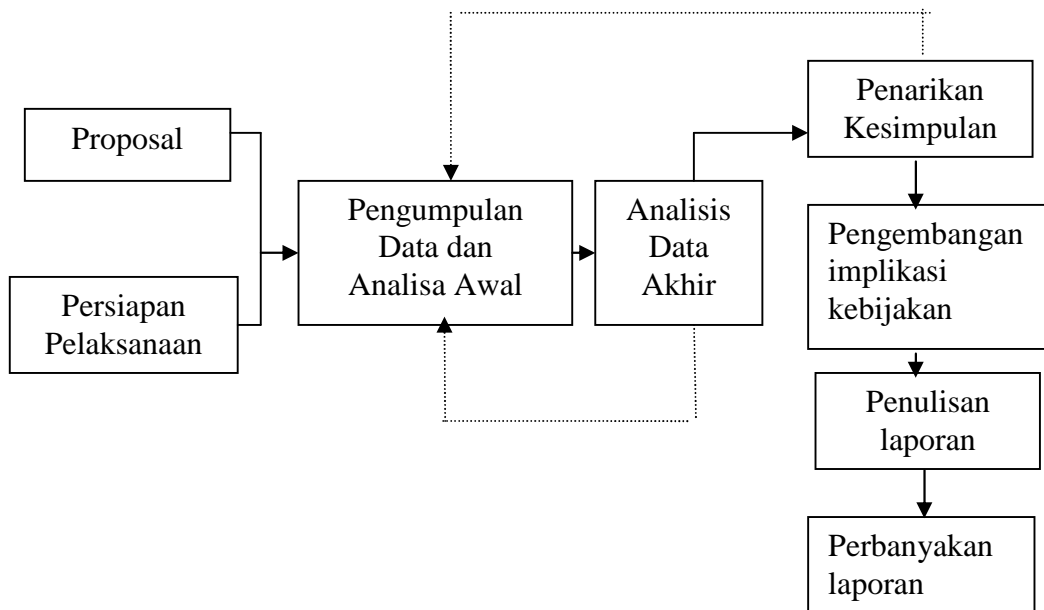 Proposal
Persiapan
Pelaksanaan
Pengumpulan
Data dan
Analisa Awal
Analisis
Data
Akhir
Penarikan
Kesimpulan
Pengembangan
implikasi
kebijakan
Penulisan
laporan
Perbanyakan
laporan